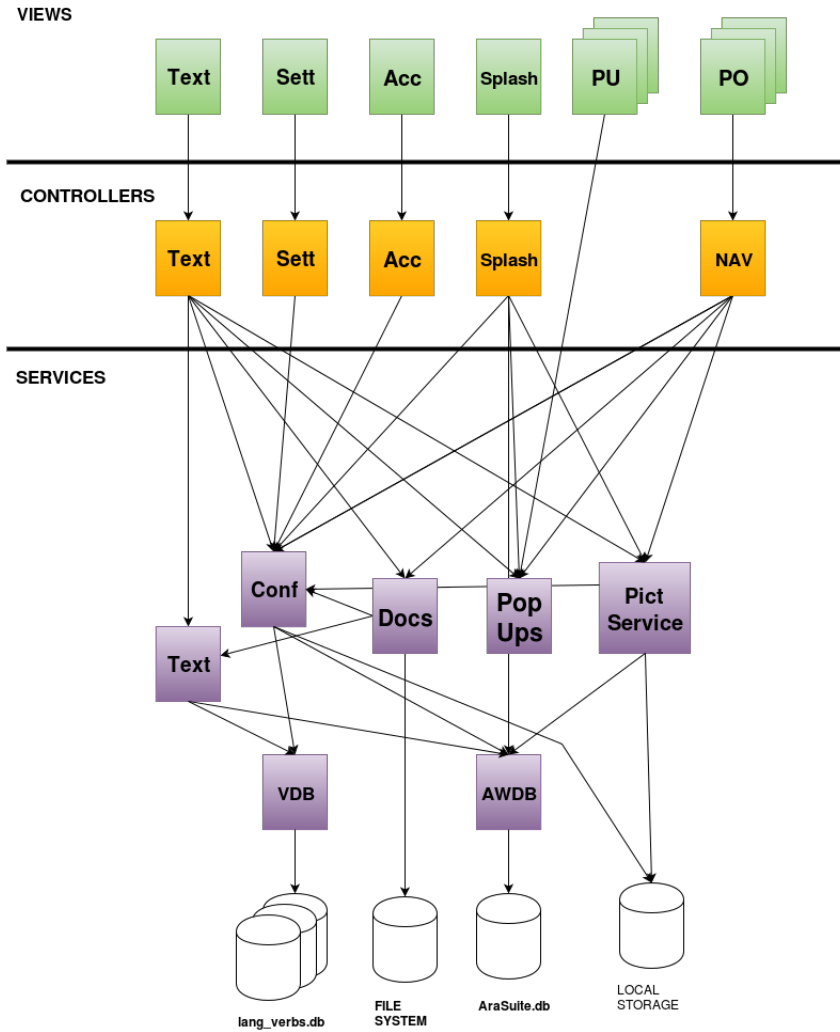 VIEWS
Text
Sett
Acc
Splash
PU
PO
CONTROLLERS
Text
Sett
Acc
Splash
NAV
SERVICES
Conf
Docs
Pop
Ups
Pict
Service
Text
VDB
AWDB
lang_verbs.db
FILE
SYSTEM
AraSuite.db
LOCAL
STORAGE